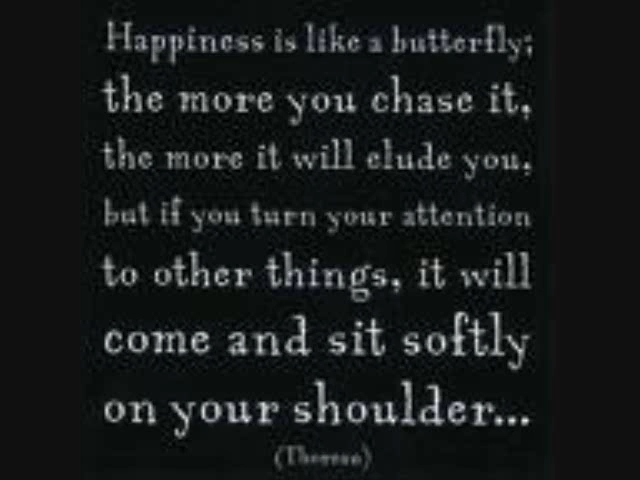 Happiness is like a butterfly;
the more you chase it,
the more it will elude you,
but if you turn your attention
to other things, it will
come and sit softly
on your shoulder...
(Thoreau)